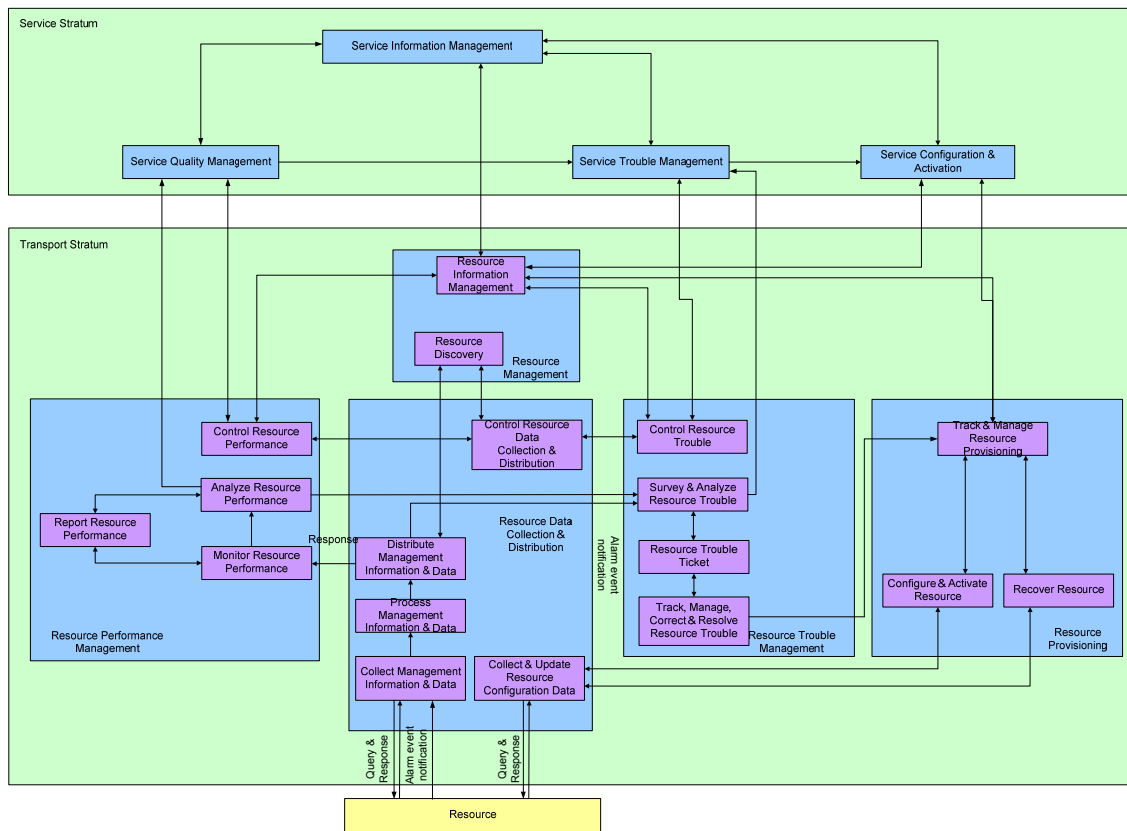 Service Stratum
Service Information Management
Service Quality Management
Service Trouble Management
Service Configuration &
Activation
Transport Stratum
Resource
Information
Management
Resource
Discovery
Resource
Management
Control Resource
Performance
Control Resource
Data
Collection &
Distribution
Control Resource
Trouble
Track & Manage
Resource
Provisioning
Analyze Resource
Performance
Survey & Analyze
Resource Trouble
Report Resource
Performance
Resource Data
Collection &
Distribution
Response
Monitor Resource
Performance
Distribute
Management
Information & Data
Alarm event
notification
Resource Trouble
Ticket
Configure & Activate
Resource
Recover Resource
Process
Management
Information & Data
Track, Manage,
Correct & Resolve
Resource Trouble
Resource Performance
Management
Resource Trouble
Management
Resource
Provisioning
Collect Management
Information & Data
Collect & Update
Resource
Configuration Data
Query &
Response
Alarm event
notification
Query &
Response
Resource